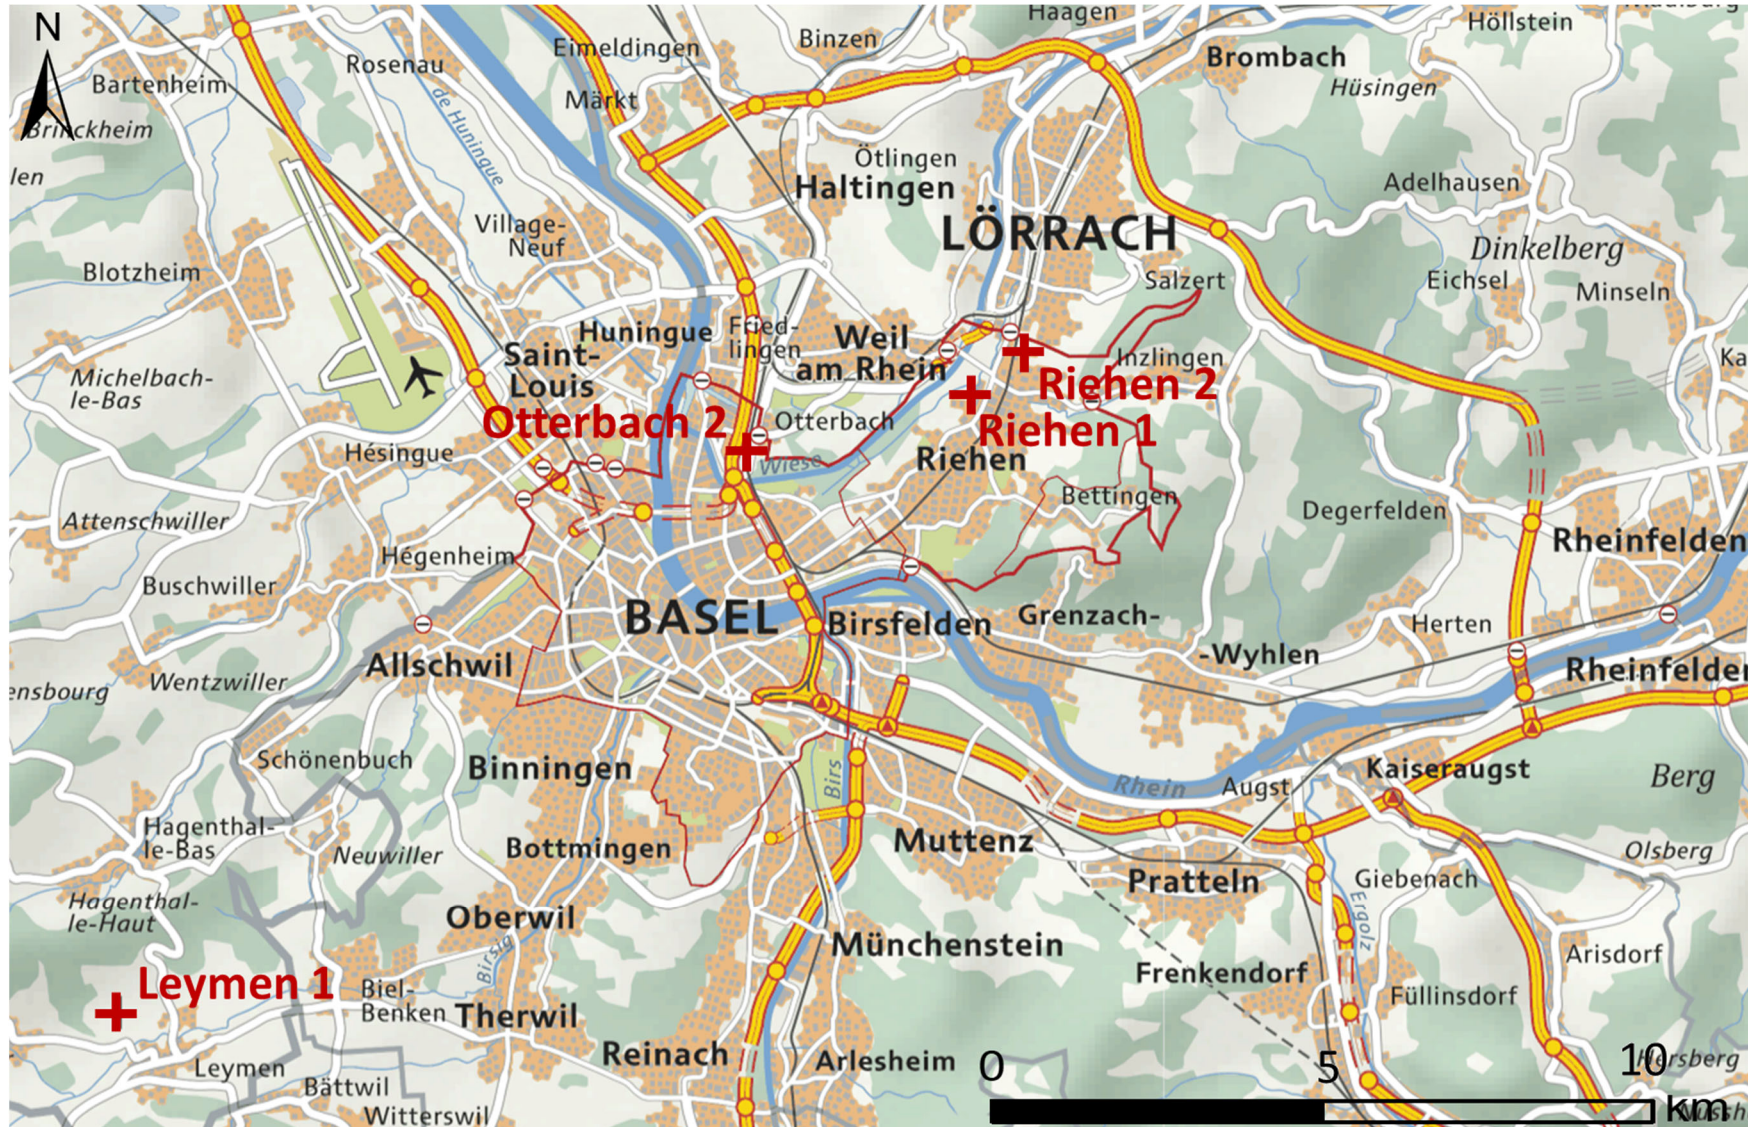 N
Haagen
Höllstein
Eimeldingen
Binzen
Rosenau
Brombach
Bartenheim
Hüsingen
Märkt
Brinckheim
de Huningue
Ötlingen
Haltingen
len
Adelhausen
Village-
Neuf
LÖRRACH
Dinkelberg
Blotzheim
Salzert
Eichsel
Minseln
Huningue
Fried-
lingen
Weil
am Rhein
Saint-
Louis
Inzlingen
Ka
Michelbach-
le-Bas
Riehen 2
Otterbach 2
Otterbach
Riehen 1
Hésingue
Riehen
Wiese
Bettingen
Attenschwiller
Degerfelden
Rheinfelden
Hégenheim
Buschwiller
BASEL
Birsfelden
Grenzach-
Herten
-Wyhlen
Allschwil
Rheinfelden
ensbourg
Wentzwiller
Schönenbuch
Binningen
Birs
Rhein
Augst
Kaiseraugst
Berg
Hagenthal-
le-Bas
Neuwiller
Bottmingen
Muttenz
Olsberg
Pratteln
Giebenach
Hagenthal-
le-Haut
Oberwil
Ergolz
Münchenstein
Birsig
Arisdorf
Leymen 1
Frenkendorf
Biel-
Benken
Therwil
Füllinsdorf
Leymen
Reinach
Arlesheim
0
5
10
Hersberg
Bättwil
Witterswil
km